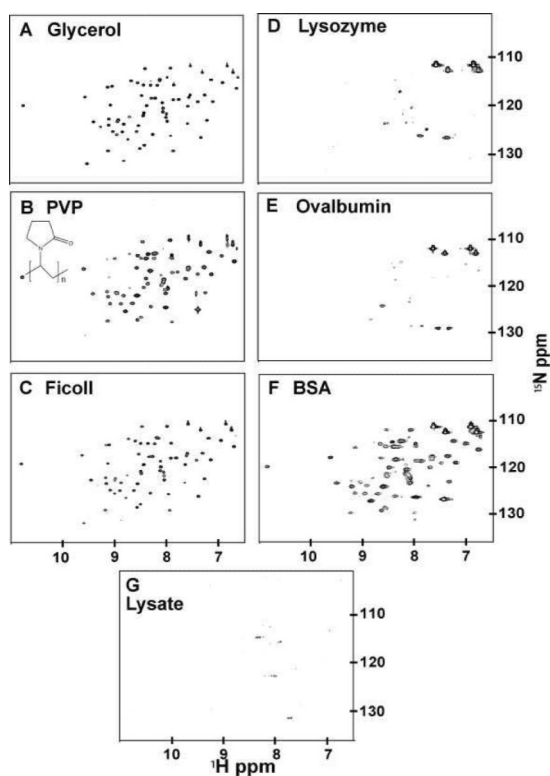 A Glycerol
B PVP
N
O
n
C Ficoll
10 9 8 7
D Lysozyme
110
120
130
E Ovalbumin
110
120
130
F BSA
110
120
130
10 9 8 7
¹⁵N ppm
G
Lysate
110
120
130
10 9 8 7
¹H ppm